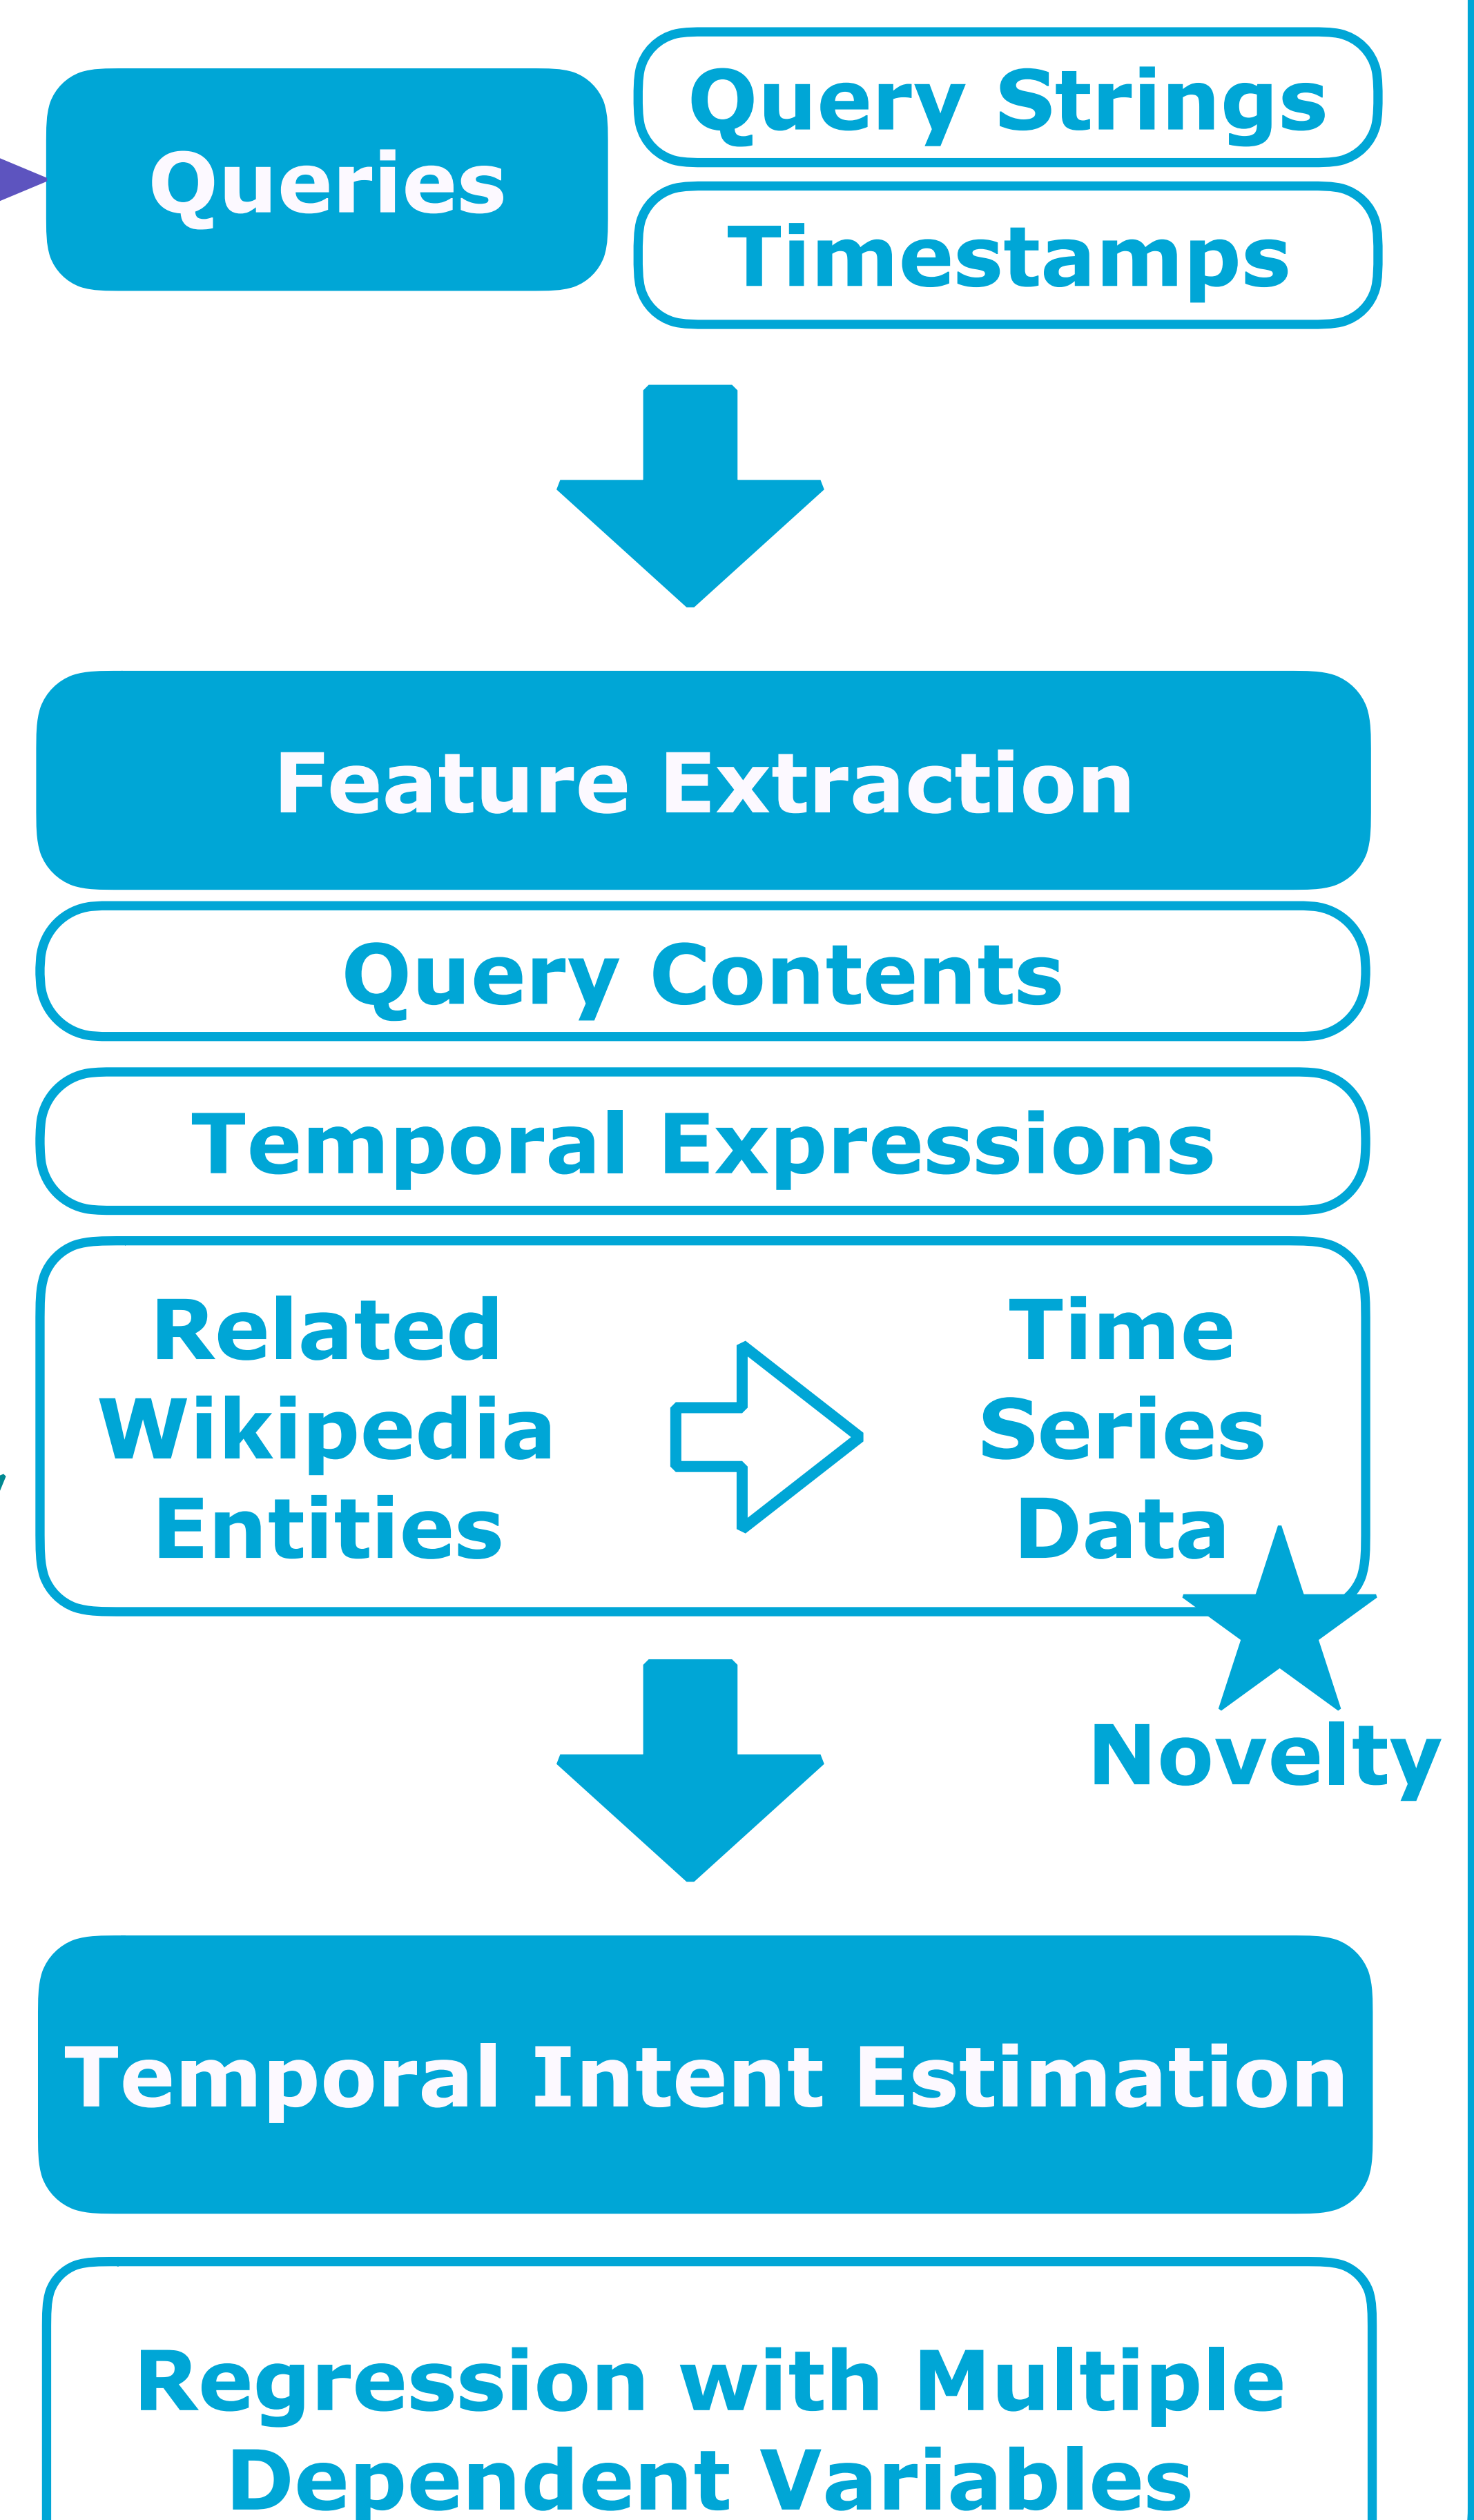 Queries
Query Strings
Timestamps
Feature Extraction
Query Contents
Temporal Expressions
Related
Wikipedia
Entities
Time
Series
Data
Novelty
Temporal Intent Estimation
Regression with Multiple
Dependent Variables